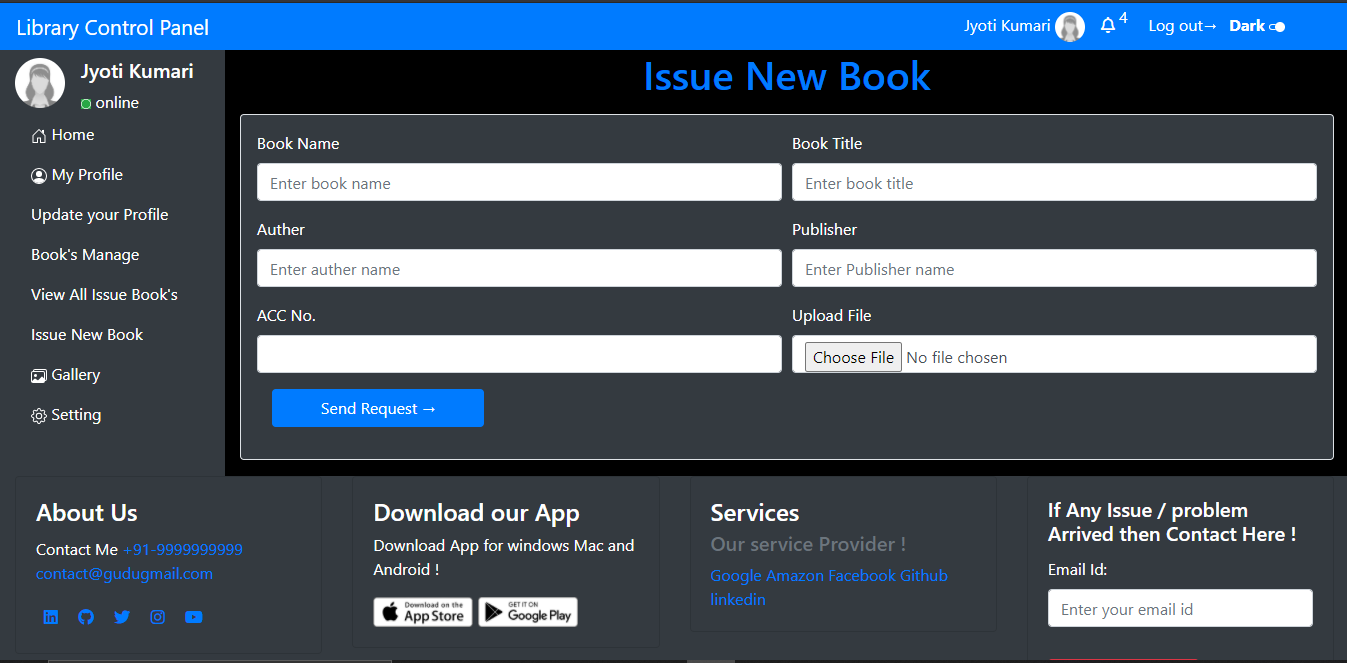 Library Control Panel
Jyoti Kumari 4 Log out→ Dark
Jyoti Kumari
online
Home
My Profile
Update your Profile
Book's Manage
View All Issue Book's
Issue New Book
Gallery
Setting
Issue New Book
Book Name
Enter book name
Book Title
Enter book title
Auther
Enter auther name
Publisher
Enter Publisher name
ACC No.
Upload File
Choose File No file chosen
Send Request →
About Us
Contact Me +91-9999999999
contact@gudugmail.com
Download our App
Download App for windows Mac and
Android !
Download on the
App Store
GET IT ON
Google Play
Services
Our service Provider !
Google Amazon Facebook Github
linkedin
If Any Issue / problem
Arrived then Contact Here !
Email Id:
Enter your email id